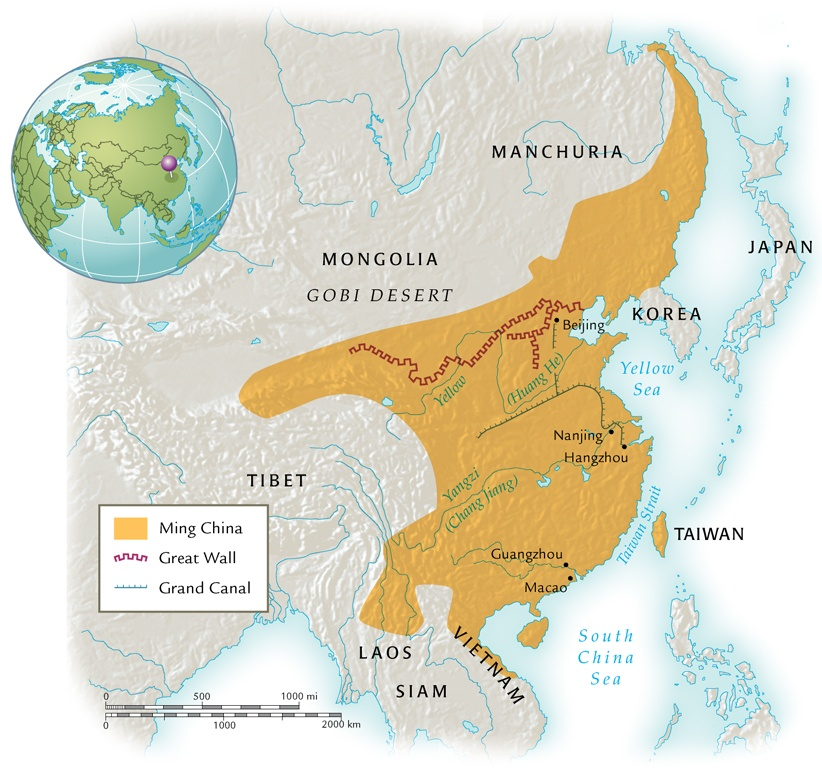 MANCHURIA
JAPAN
MONGOLIA
GOBI DESERT
KOREA
Beijing
Yellow
Sea
Yellow
(Huang He)
Nanjing
Hangzhou
TIBET
Yangzi
(Chang Jiang)
Taiwan Strait
TAIWAN
Ming China
Great Wall
Grand Canal
Guangzhou
Macao
South
China
Sea
VIETNAM
LAOS
SIAM
0 500 1000 mi
0 1000 2000 km